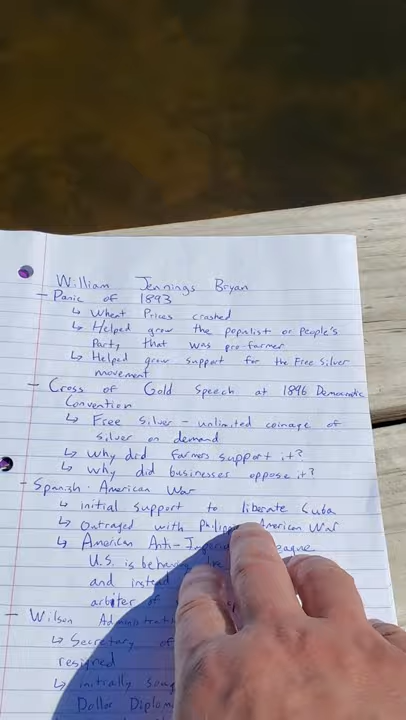 William Jennings Bryan
- Panic of 1893
↳ Wheat Prices crashed
↳ Helped grow the populist or People's
Party that was pro-farmer
↳ Helped grow support for the Free Silver
movement
- Cross of Gold Speech at 1896 Democratic
Convention
↳ Free Silver - unlimited coinage of
silver on demand
↳ Why did farmers support it?
↳ Why did businesses oppose it?
- Spanish-American War
↳ initial support to liberate Cuba
↳ Outraged with American War
↳ American
U.S. is
and instead
arbiter of
- Wilson
↳ Secretary of
resigned
↳ initially
Dollar